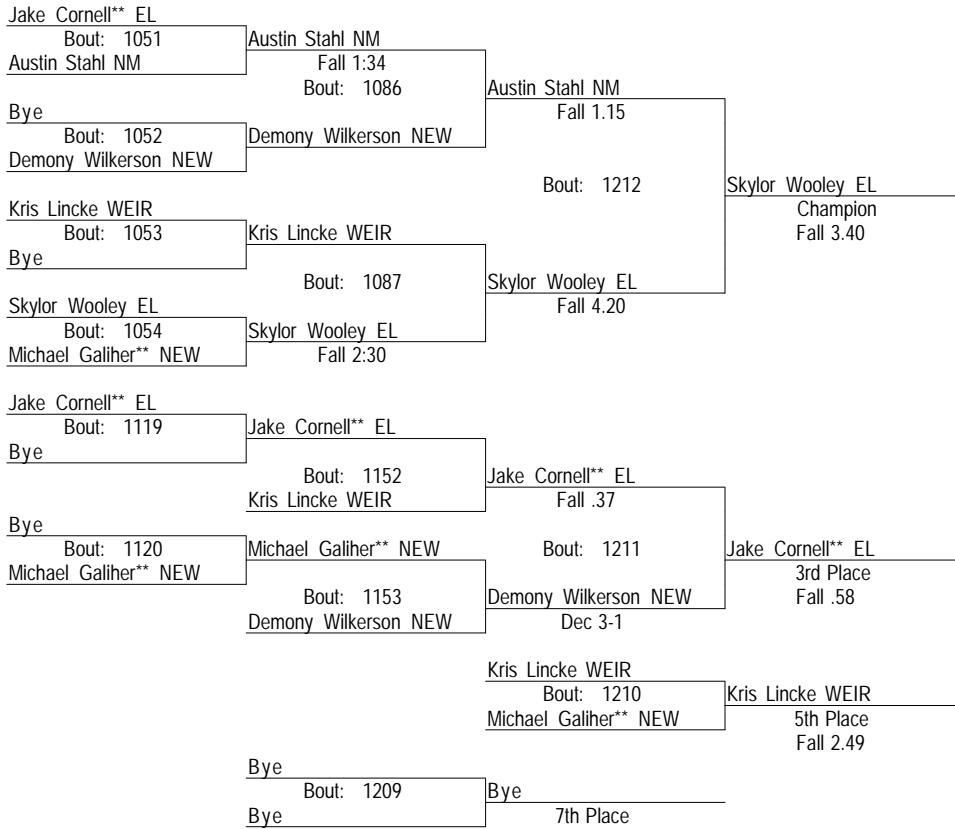 Jake Cornell** EL
Bout: 1051
Austin Stahl NM
Austin Stahl NM
Fall 1:34
Bout: 1086
Austin Stahl NM
Fall 1.15
Bye
Bout: 1052
Demony Wilkerson NEW
Demony Wilkerson NEW
Bout: 1212
Skylor Wooley EL
Champion
Fall 3.40
Kris Lincke WEIR
Bout: 1053
Bye
Kris Lincke WEIR
Bout: 1087
Skylor Wooley EL
Fall 4.20
Skylor Wooley EL
Bout: 1054
Michael Galiher** NEW
Skylor Wooley EL
Fall 2:30
Jake Cornell** EL
Bout: 1119
Bye
Jake Cornell** EL
Bout: 1152
Kris Lincke WEIR
Jake Cornell** EL
Fall .37
Bye
Bout: 1120
Michael Galiher** NEW
Michael Galiher** NEW
Bout: 1153
Demony Wilkerson NEW
Bout: 1211
Demony Wilkerson NEW
Dec 3-1
Jake Cornell** EL
3rd Place
Fall .58
Kris Lincke WEIR
Bout: 1210
Michael Galiher** NEW
Kris Lincke WEIR
5th Place
Fall 2.49
Bye
Bout: 1209
Bye
Bye
7th Place